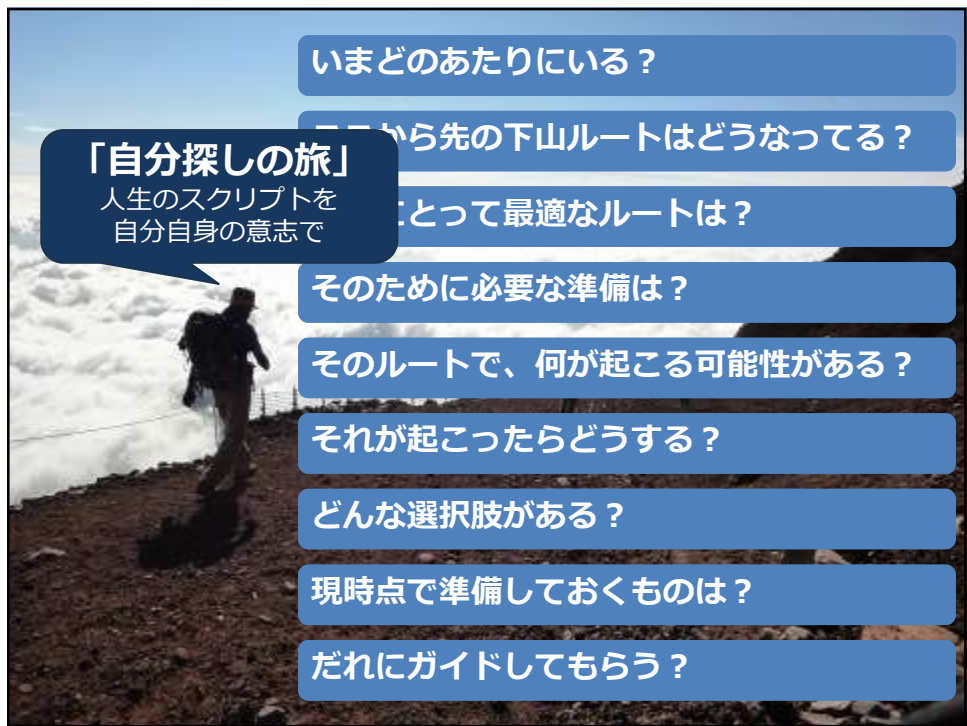 いまどのあたりにいる?
から先の下山ルートはどうなってる?
「自分探しの旅」
人生のスクリプトを
自分自身の意志で
とって最適なルートは?
そのために必要な準備は?
そのルートで、何が起こる可能性がある?
それが起こったらどうする?
どんな選択肢がある?
現時点で準備しておくものは?
だれにガイドしてもらう?